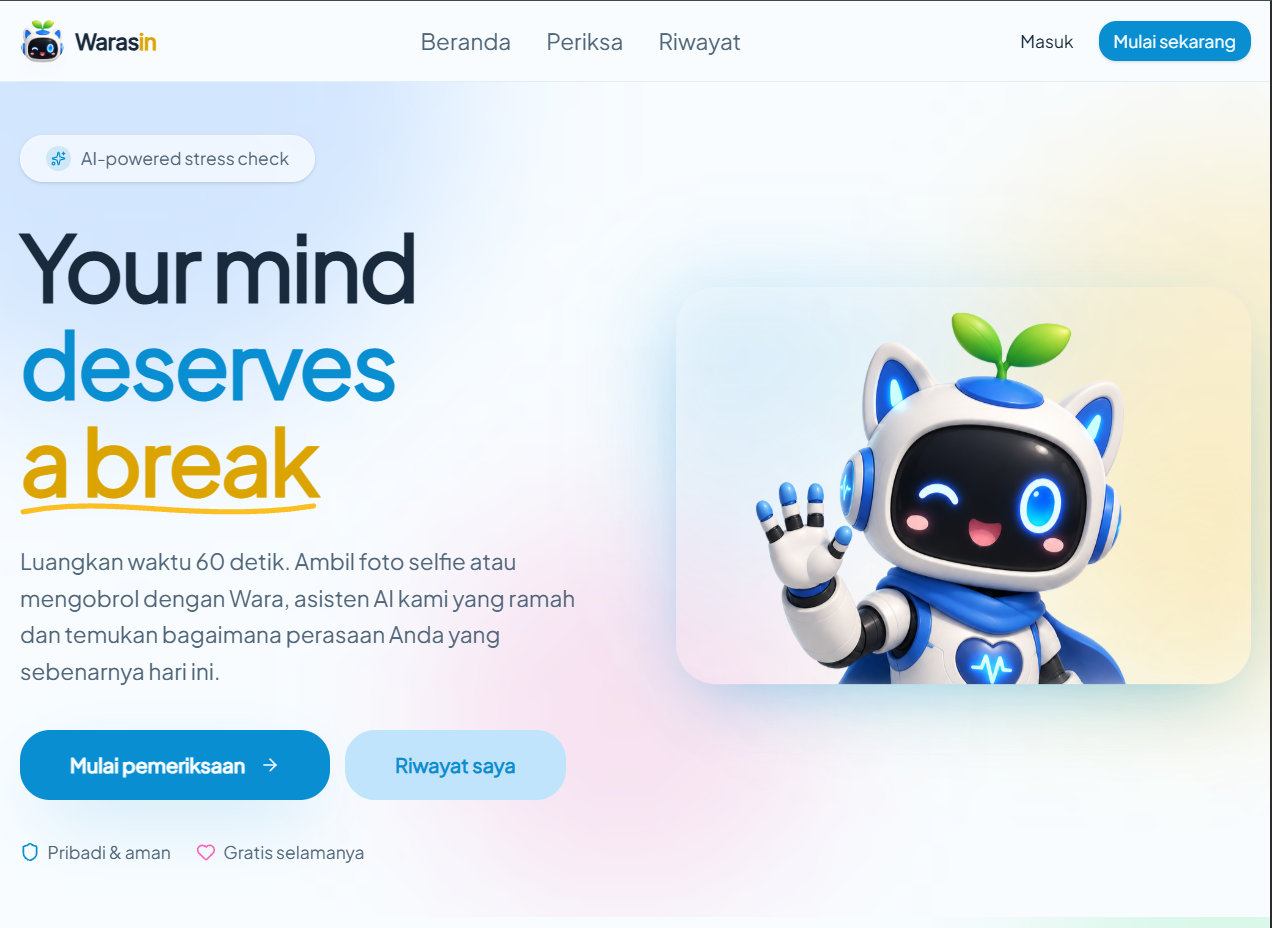 Warasin
Beranda
Periksa
Riwayat
Masuk
Mulai sekarang
AI-powered stress check
Your mind
deserves
a break
Luangkan waktu 60 detik. Ambil foto selfie atau
mengobrol dengan Wara, asisten AI kami yang ramah
dan temukan bagaimana perasaan Anda yang
sebenarnya hari ini.
Mulai pemeriksaan
Riwayat saya
Pribadi & aman
Gratis selamanya